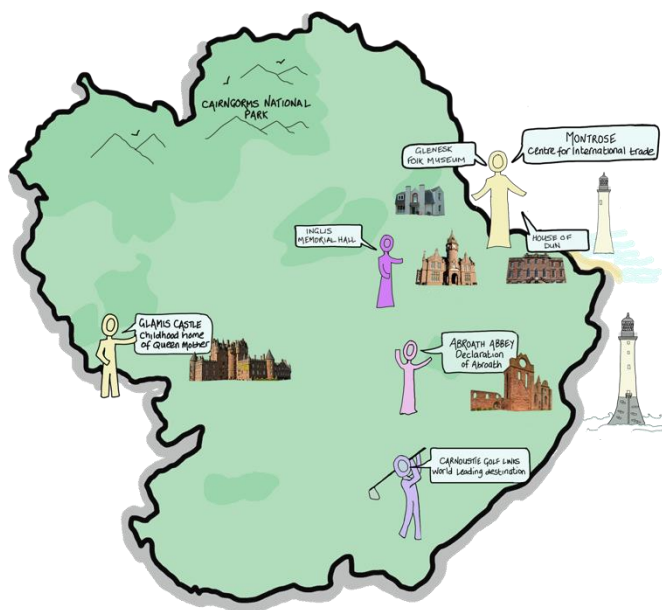 CAIRNGORMS NATIONAL
PARK
MONTROSE
Centre for International trade
GLENESK
FOLK MUSEUM
INGLIS
MEMORIAL HALL
HOUSE OF
DUN
GLAMIS CASTLE
Childhood home
of Queen Mother
ABROATH ABBEY
Declaration
of Abroath
CARNOUSTIE GOLF LINKS
World Leading destination